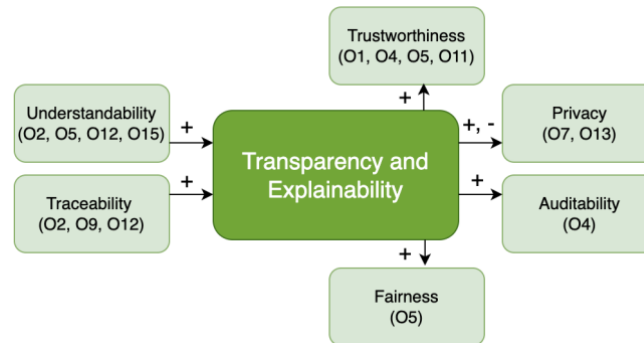 Trustworthiness
(O1, O4, O5, O11)
+
Understandability
(O2, O5, O12, O15)
+
+, -
Privacy
(O7, O13)
Transparency and
Explainability
Traceability
(O2, O9, O12)
+
+
Auditability
(O4)
+
Fairness
(O5)